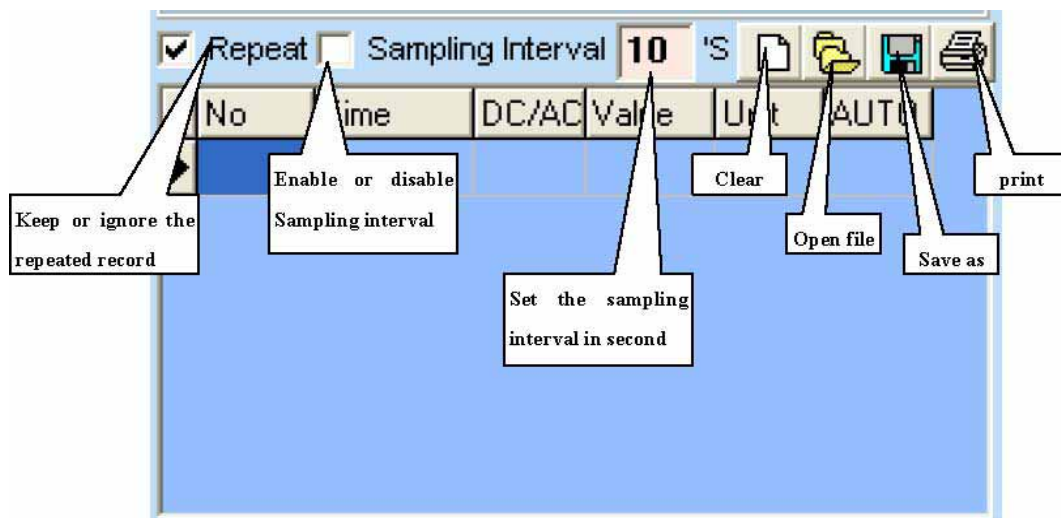 Repeat Sampling Interval 10 'S
No Time DC/AC Value Unit AUTO
Keep or ignore the
repeated record
Enable or disable
Sampling interval
Set the sampling
interval in second
Clear
Open file
Save as
print